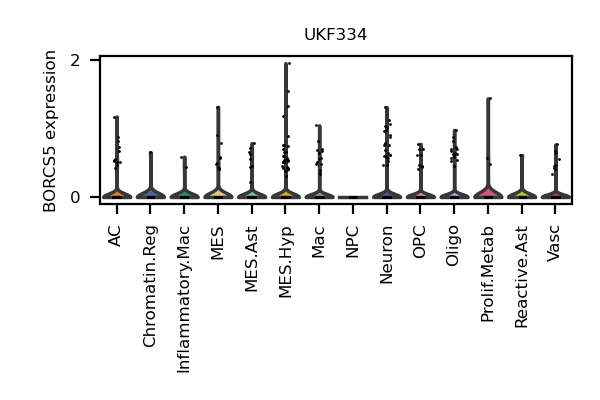 UKF334
BORCS5 expression
2
0
AC
Chromatin.Reg
Inflammatory.Mac
MES
MES.Ast
MES.Hyp
Mac
NPC
Neuron
OPC
Oligo
Prolif.Metab
Reactive.Ast
Vasc